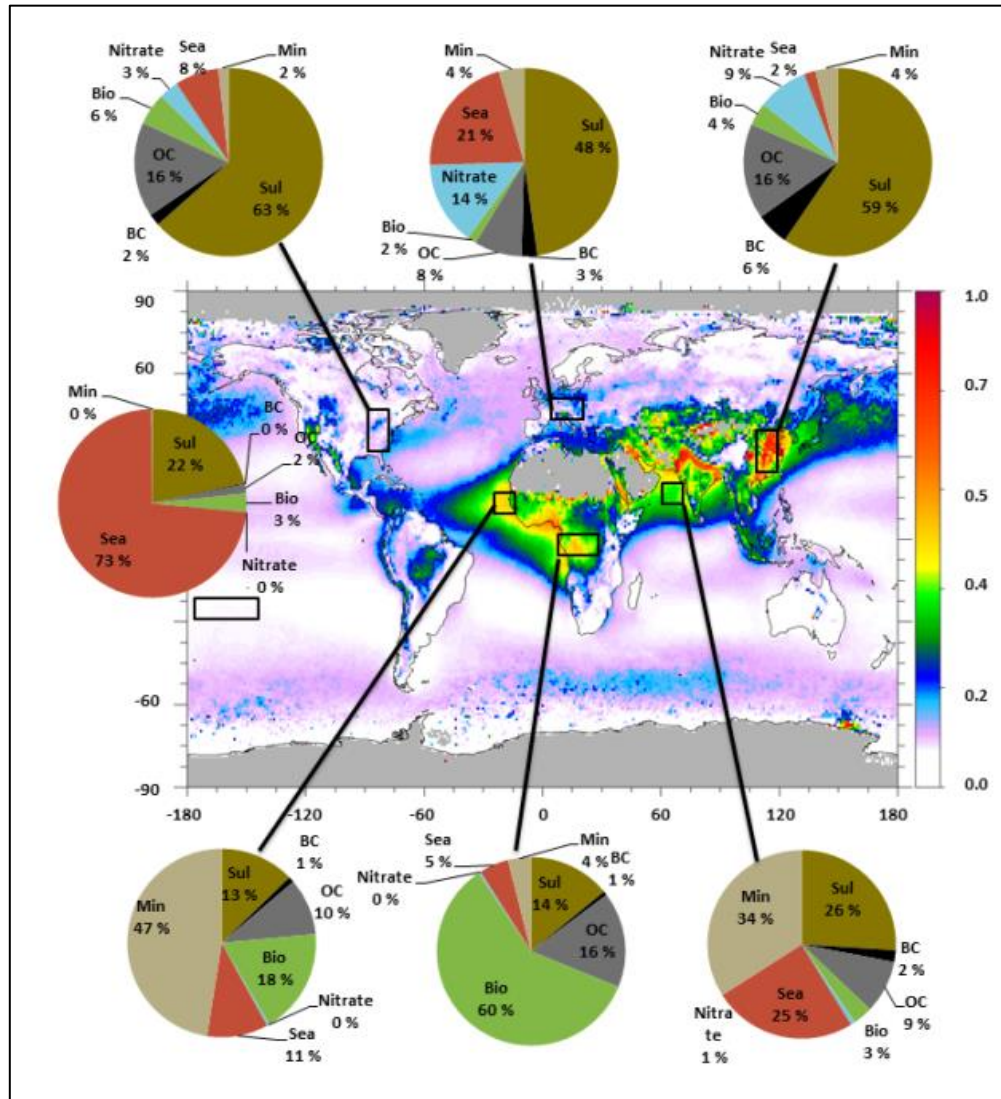 Nitrate
3 %
Sea
8 %
Min
2 %
Bio
6 %
OC
16 %
Sul
63 %
BC
2 %
Min
4 %
Sea
21 %
Sul
48 %
Nitrate
14 %
Bio
2 %
OC
8 %
BC
3 %
Nitrate
9 %
Sea
2 %
Min
4 %
Bio
4 %
OC
16 %
Sul
59 %
BC
6 %
Min
0 %
Sul
22 %
BC
0 %
OC
2 %
Bio
3 %
Sea
73 %
Nitrate
0 %
90
60
-60
-90
-180
-120
-60
0
60
120
180
1.0
0.7
0.5
0.4
0.2
0.0
Min
47 %
Sul
13 %
BC
1 %
OC
10 %
Bio
18 %
Nitrate
0 %
Sea
11 %
Sea
5 %
Min
4 %
BC
1 %
Nitrate
0 %
Sul
14 %
OC
16 %
Bio
60 %
Min
34 %
Sul
26 %
BC
2 %
OC
9 %
Sea
25 %
Nitra
te
1 %
Bio
3 %